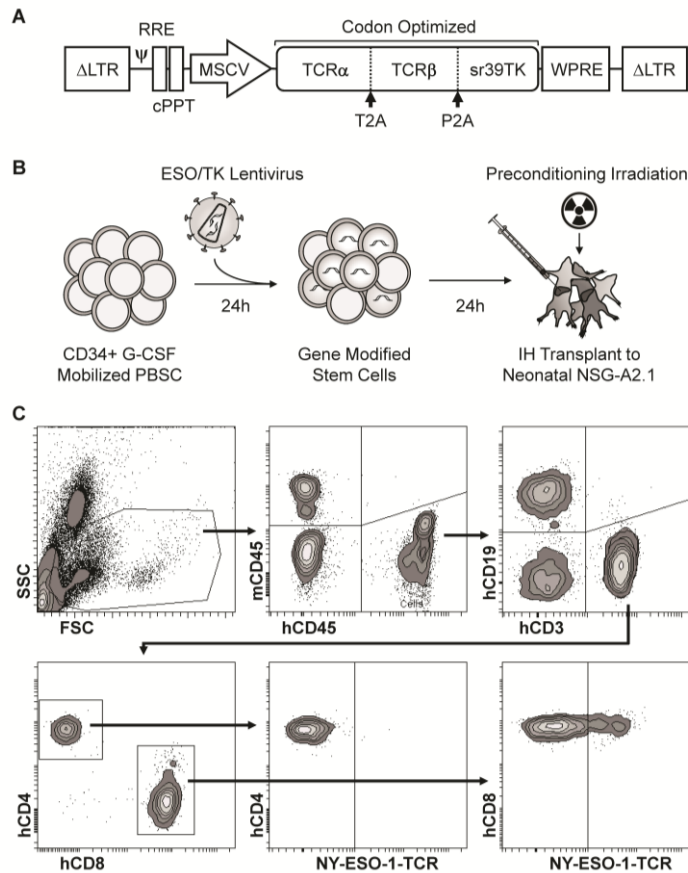 A
Codon Optimized
RRE
ΔLTR
ψ
MSCV
TCRα
TCRβ
sr39TK
WPRE
ΔLTR
cPPT
T2A
P2A
B
ESO/TK Lentivirus
Preconditioning Irradiation
24h
24h
CD34+ G-CSF
Mobilized PBSC
Gene Modified
Stem Cells
IH Transplant to
Neonatal NSG-A2.1
C
SSC
FSC
mCD45
hCD45
Cells
hCD19
hCD3
hCD4
hCD8
hCD4
NY-ESO-1-TCR
hCD8
NY-ESO-1-TCR